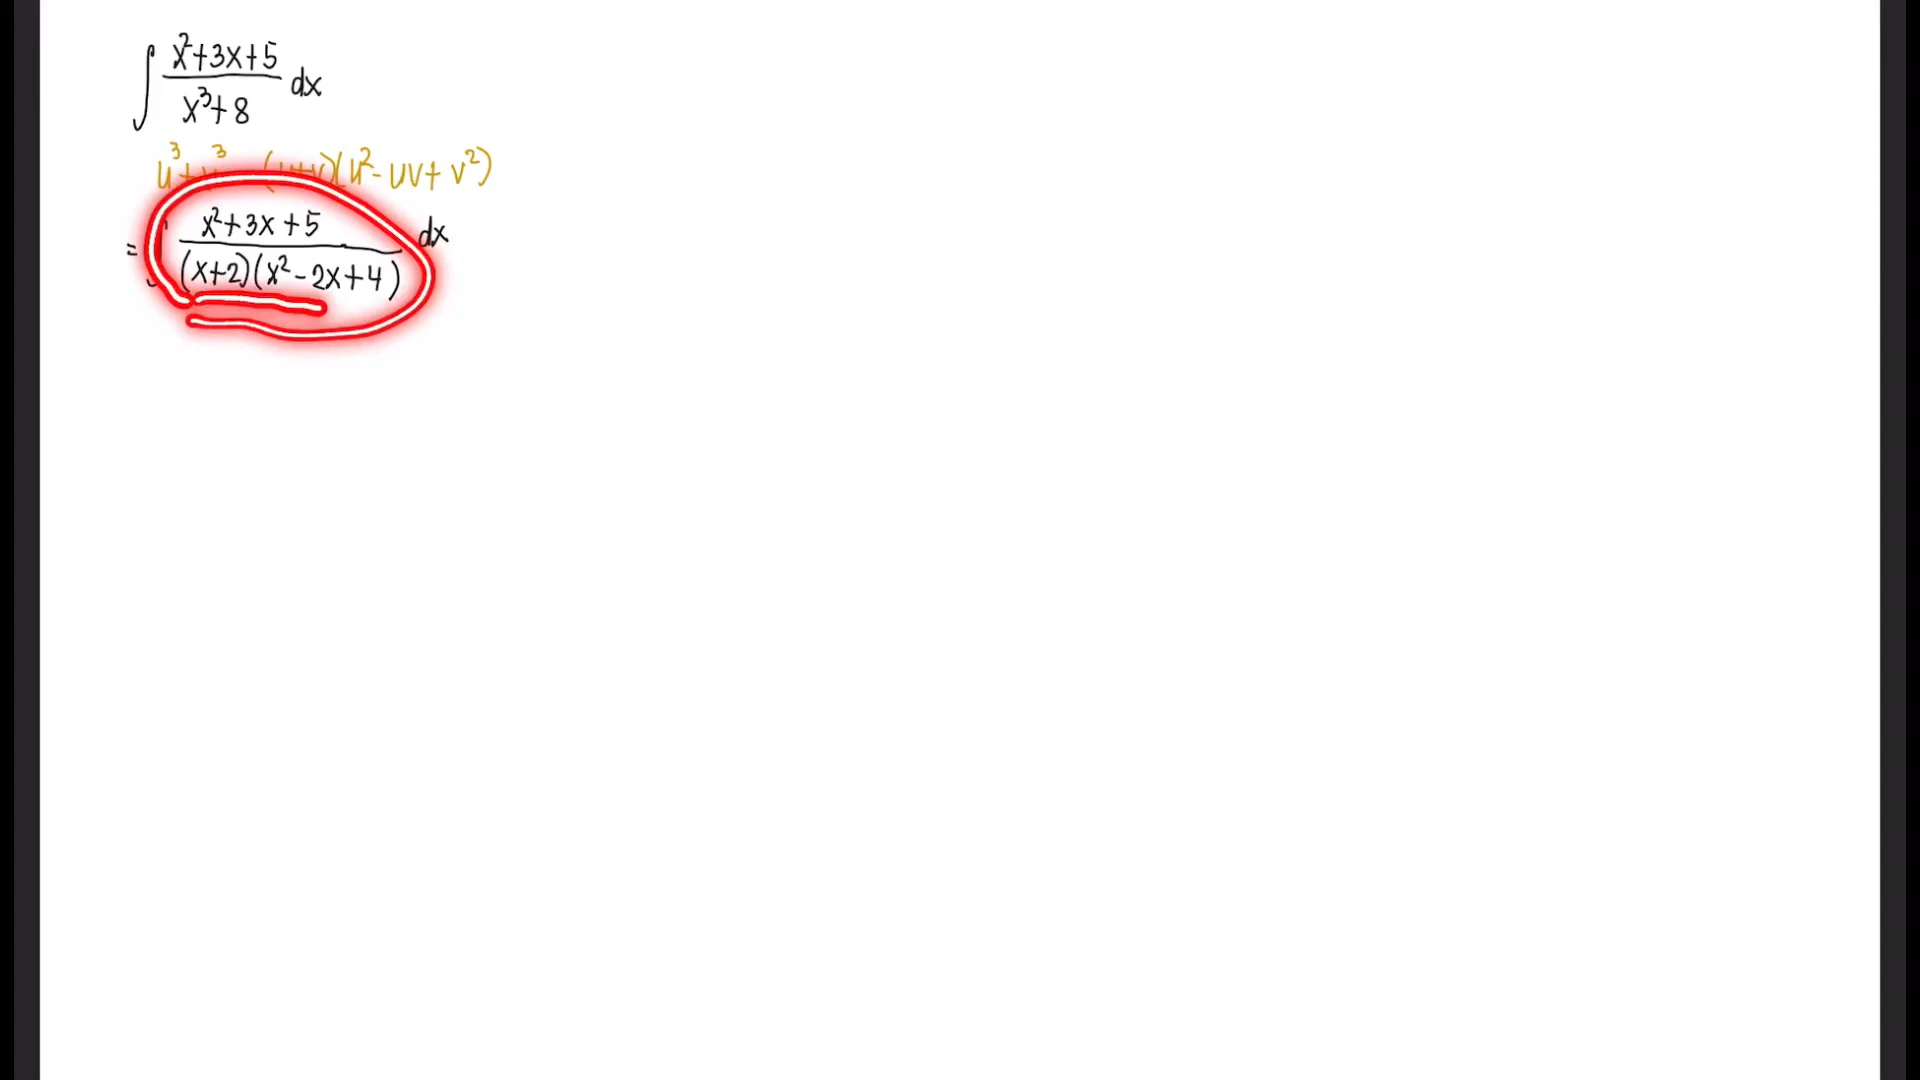 ∫ x²+3x+5 / x³+8 dx
u³+v³ (u+v)(u²-uv+v²)
= ∫ x²+3x+5 / (x+2)(x²-2x+4) dx